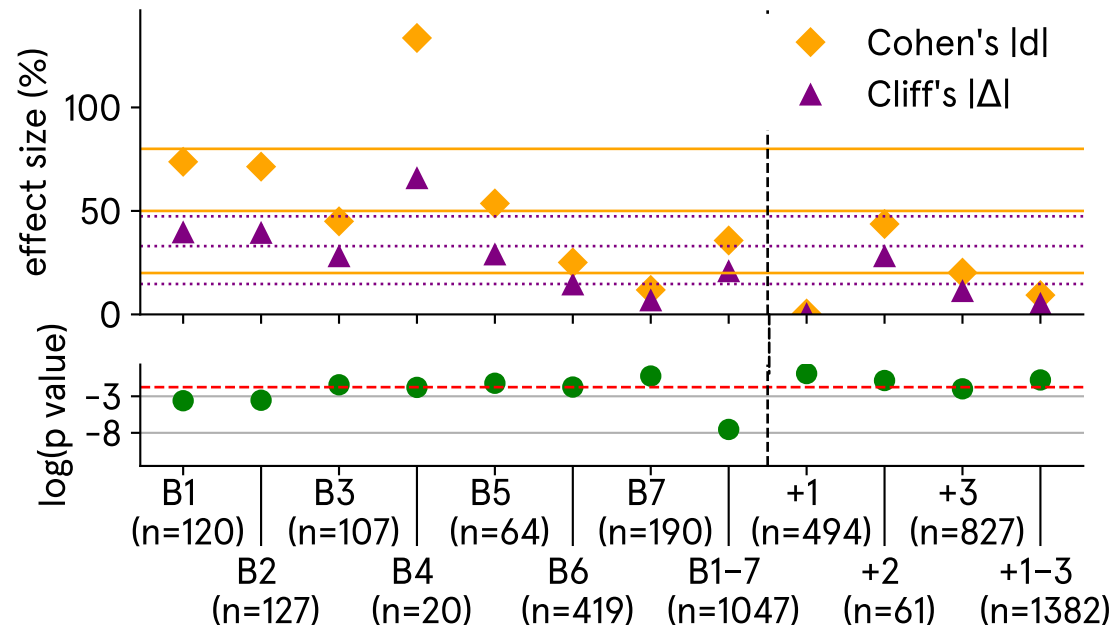 Cohen's |d|
Cliff's |Δ|
effect size (%)
100
50
0
log(p value)
−3
−8
B1
(n=120)
B2
(n=127)
B3
(n=107)
B4
(n=20)
B5
(n=64)
B6
(n=419)
B7
(n=190)
B1−7
(n=1047)
+1
(n=494)
+2
(n=61)
+3
(n=827)
+1−3
(n=1382)